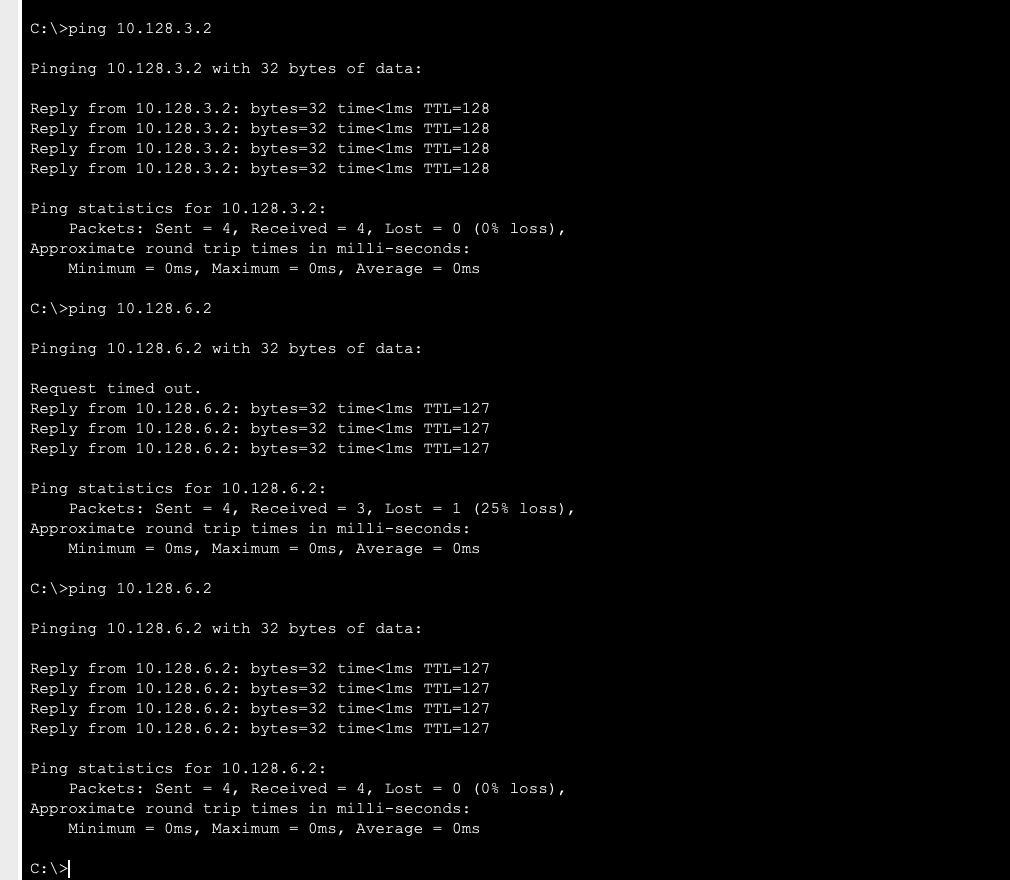 C:\>ping 10.128.3.2
Pinging 10.128.3.2 with 32 bytes of data:
Reply from 10.128.3.2: bytes=32 time<1ms TTL=128
Reply from 10.128.3.2: bytes=32 time<1ms TTL=128
Reply from 10.128.3.2: bytes=32 time<1ms TTL=128
Reply from 10.128.3.2: bytes=32 time<1ms TTL=128
Ping statistics for 10.128.3.2:
    Packets: Sent = 4, Received = 4, Lost = 0 (0% loss),
Approximate round trip times in milli-seconds:
    Minimum = 0ms, Maximum = 0ms, Average = 0ms
C:\>ping 10.128.6.2
Pinging 10.128.6.2 with 32 bytes of data:
Request timed out.
Reply from 10.128.6.2: bytes=32 time<1ms TTL=127
Reply from 10.128.6.2: bytes=32 time<1ms TTL=127
Reply from 10.128.6.2: bytes=32 time<1ms TTL=127
Ping statistics for 10.128.6.2:
    Packets: Sent = 4, Received = 3, Lost = 1 (25% loss),
Approximate round trip times in milli-seconds:
    Minimum = 0ms, Maximum = 0ms, Average = 0ms
C:\>ping 10.128.6.2
Pinging 10.128.6.2 with 32 bytes of data:
Reply from 10.128.6.2: bytes=32 time<1ms TTL=127
Reply from 10.128.6.2: bytes=32 time<1ms TTL=127
Reply from 10.128.6.2: bytes=32 time<1ms TTL=127
Reply from 10.128.6.2: bytes=32 time<1ms TTL=127
Ping statistics for 10.128.6.2:
    Packets: Sent = 4, Received = 4, Lost = 0 (0% loss),
Approximate round trip times in milli-seconds:
    Minimum = 0ms, Maximum = 0ms, Average = 0ms
C:\>